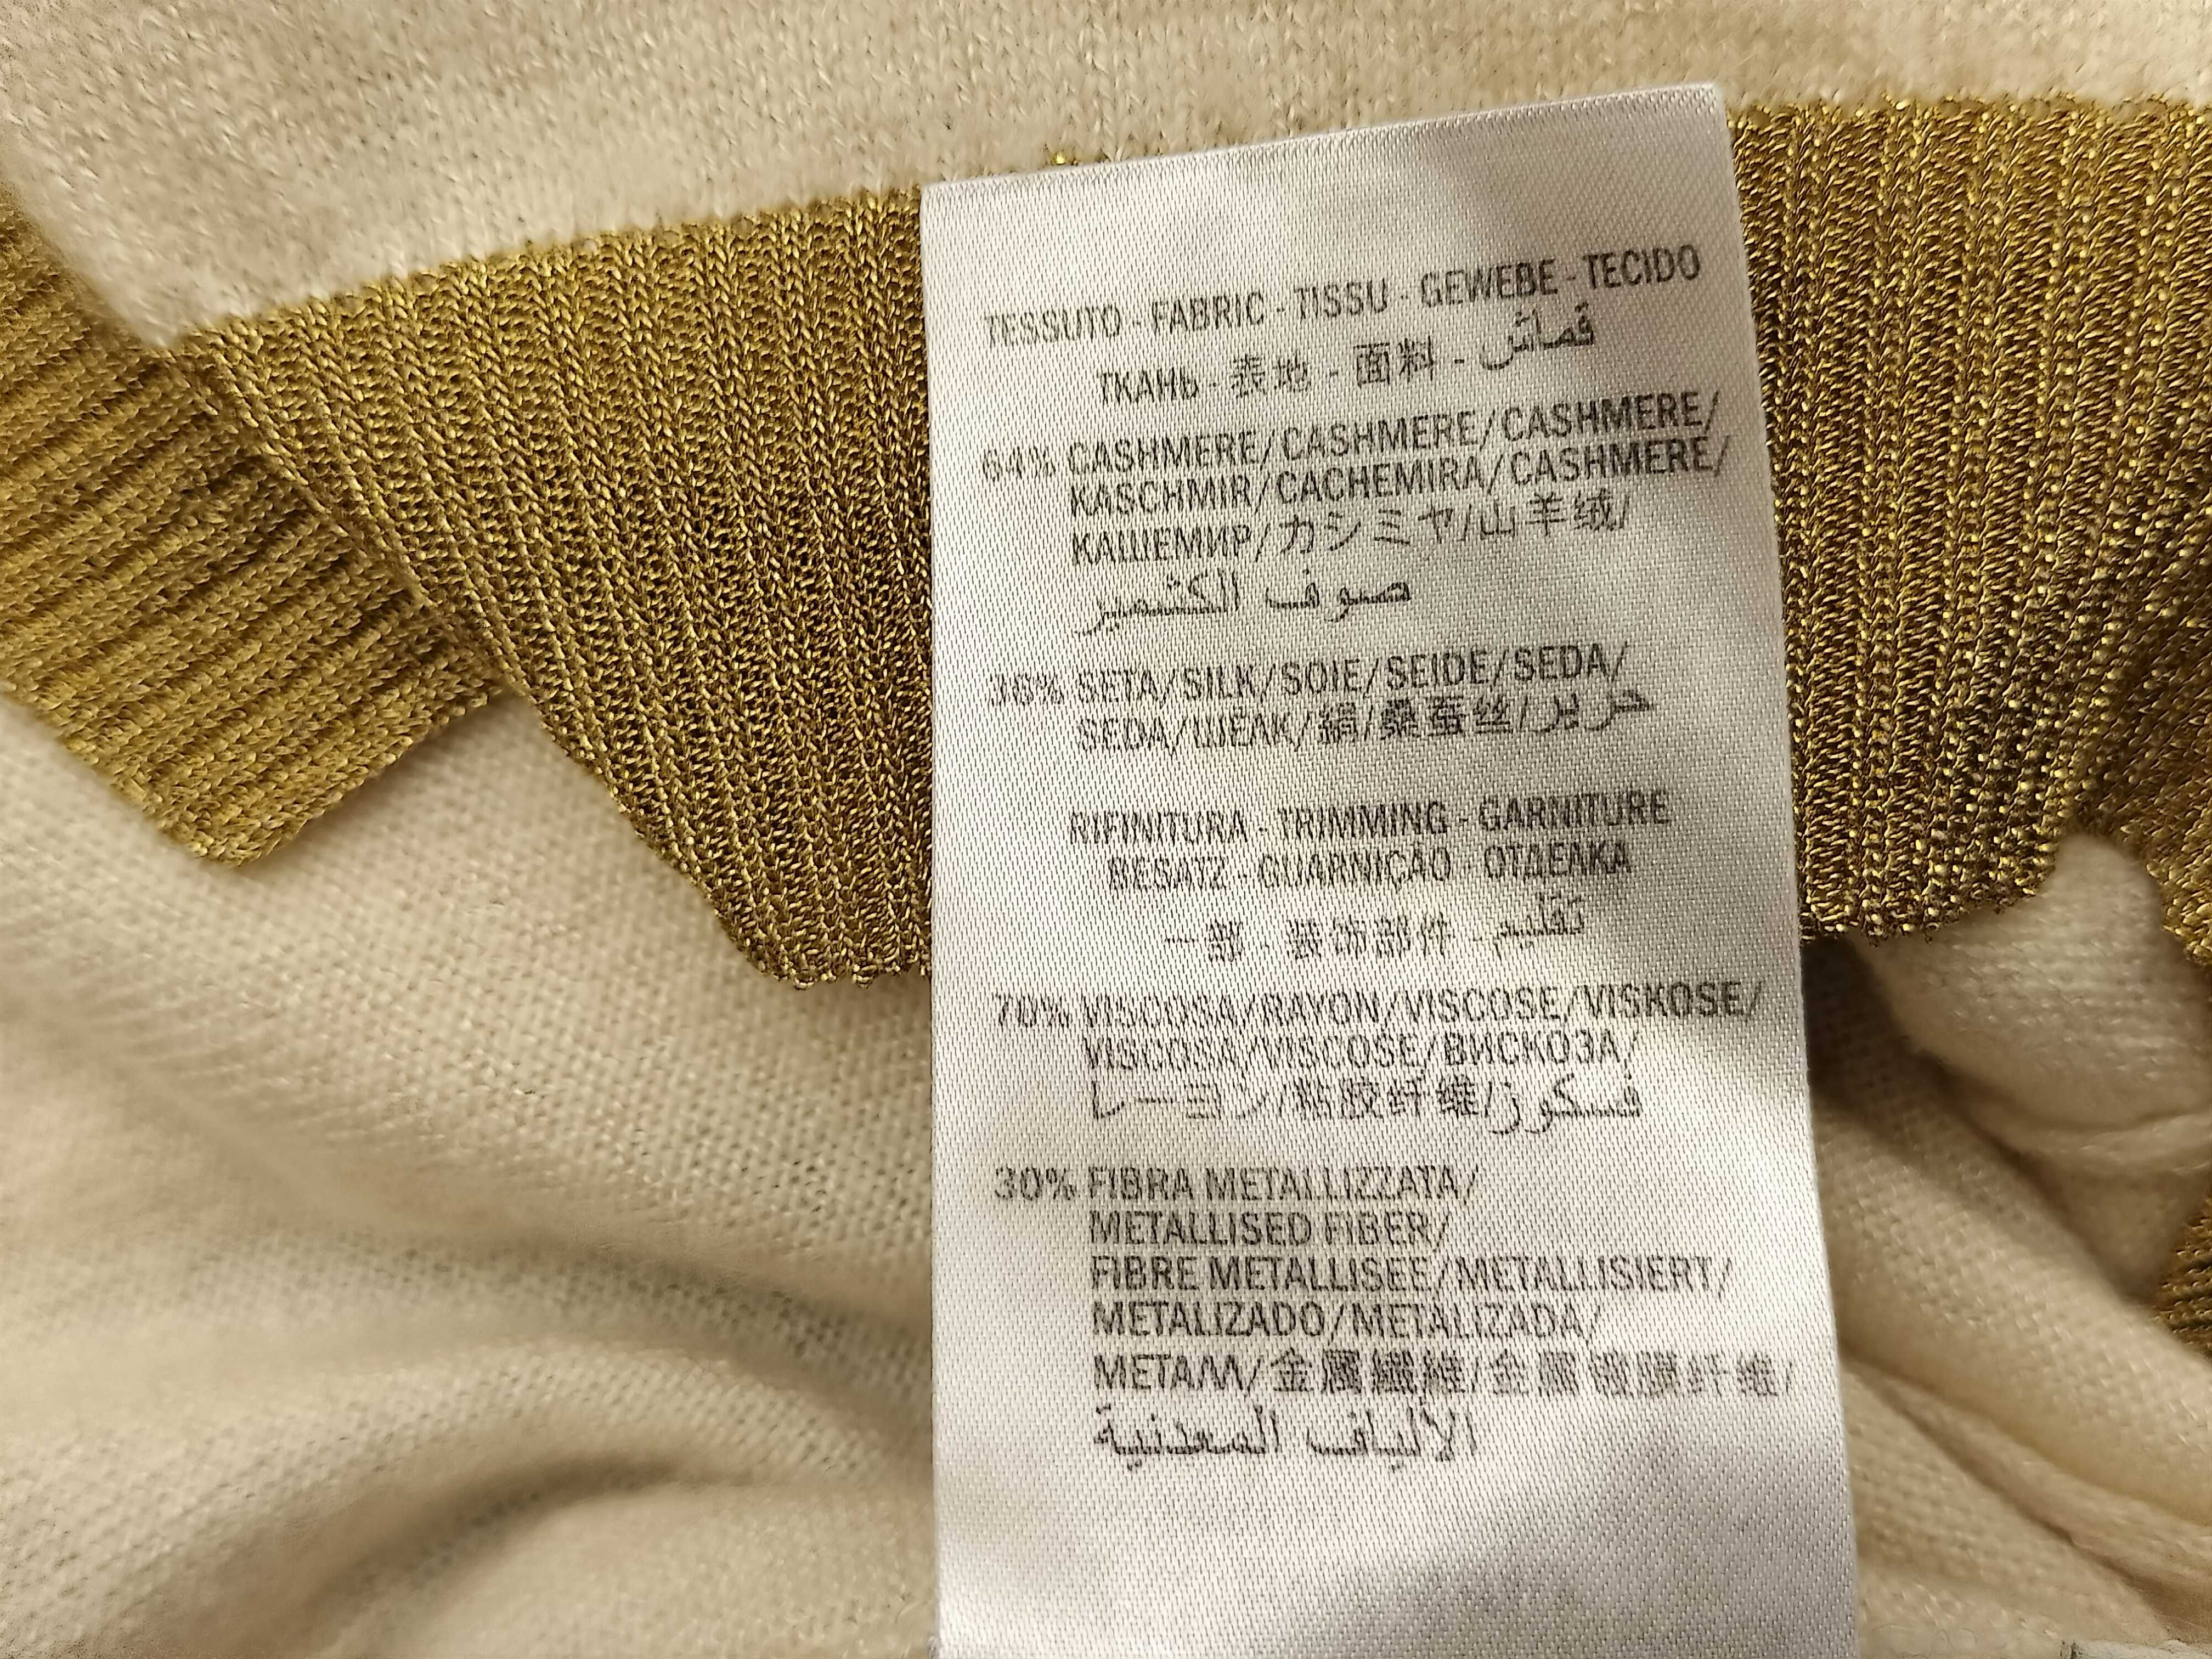 TESSUTO - FABRIC - TISSU - GEWEBE - TECIDO
ТКАНЬ - 表地 - 面料 - قماش
64% CASHMERE/CASHMERE/CASHMERE/
KASCHMIR/CACHEMIRA/CASHMERE/
КАШЕМИР/カシミヤ/山羊绒/
صوف الكشمير
36% SETA/SILK/SOIE/SEIDE/SEDA/
SEDA/ШЕЛК/絹/桑蚕丝/حرير
RIFINITURA - TRIMMING - GARNITURE
BESATZ - GUARNIÇÃO - ОТДЕЛКА
一部 - 装饰部件 - تقليم
70% VISCOSA/RAYON/VISCOSE/VISKOSE/
VISCOSA/VISCOSE/ВИСКОЗА/
レーヨン/粘胶纤维/فسكوز
30% FIBRA METALLIZZATA/
METALLISED FIBER/
FIBRE METALLISEE/METALLISIERT/
METALIZADO/METALIZADA/
МЕТАЛЛ/金属繊維/金属镀膜纤维/
الألياف المعدنية